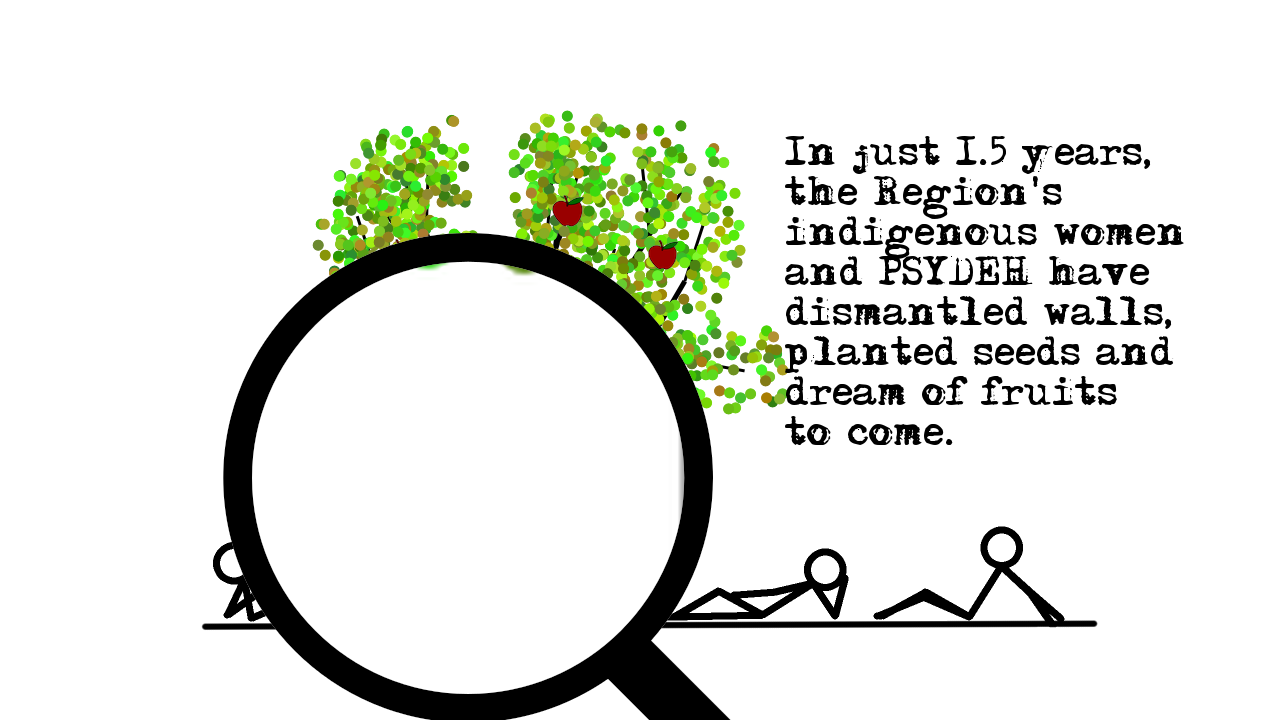 In just 1.5 years,
the Region's
indigenous women
and PSYDEH have
dismantled walls,
planted seeds and
dream of fruits
to come.